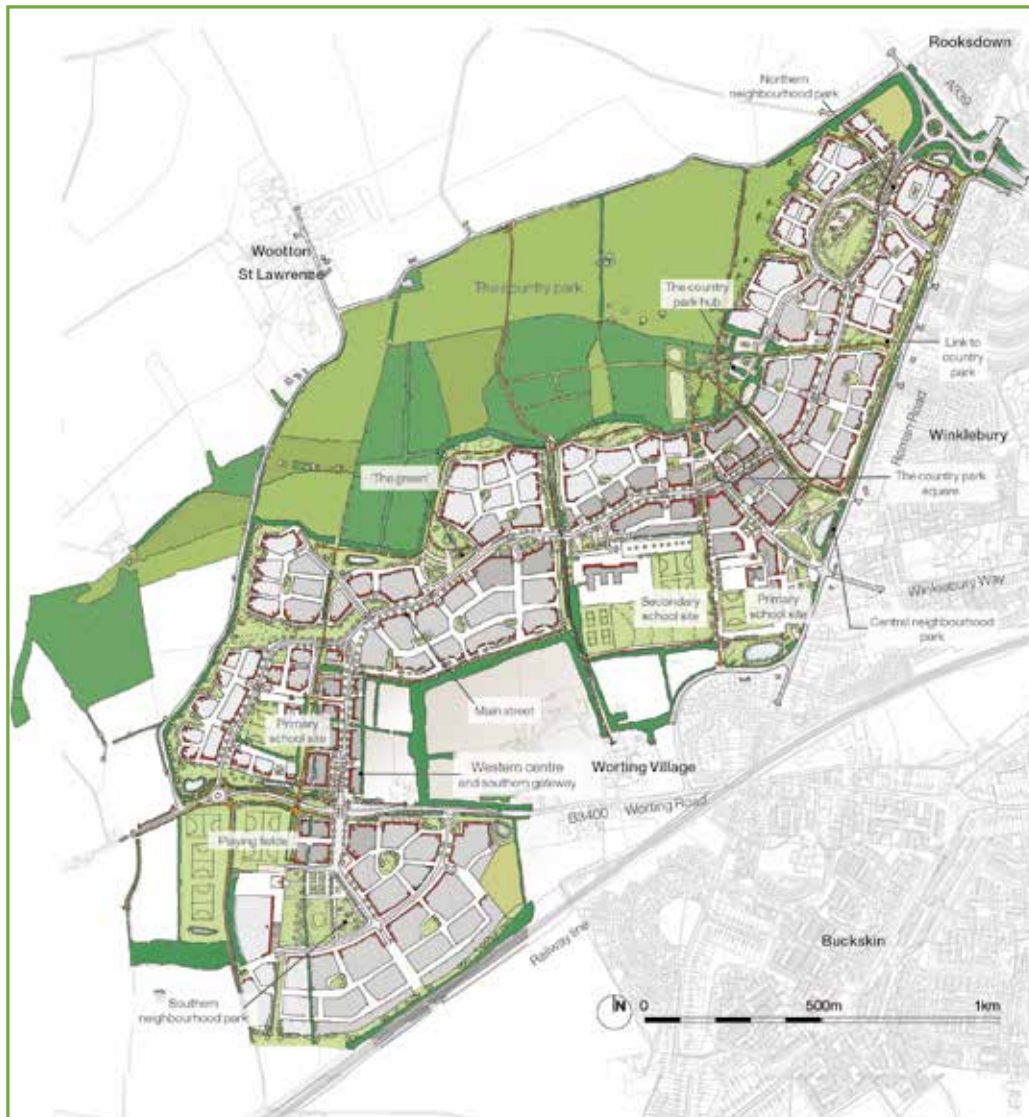 Rooksdown
Northern
neighbourhood park
A339
Wootton
St Lawrence
The country park
The country
park hub
Link to
country
park
Roman Road
Winklebury
'The green'
The country park
square
Winklebury Way
Secondary
school site
Primary
school site
Central neighbourhood
park
Main street
Primary
school site
Western centre
and southern gateway
Worting Village
B3400 Worting Road
Playing fields
Railway line
Buckskin
Southern
neighbourhood park
N
0 500m 1km